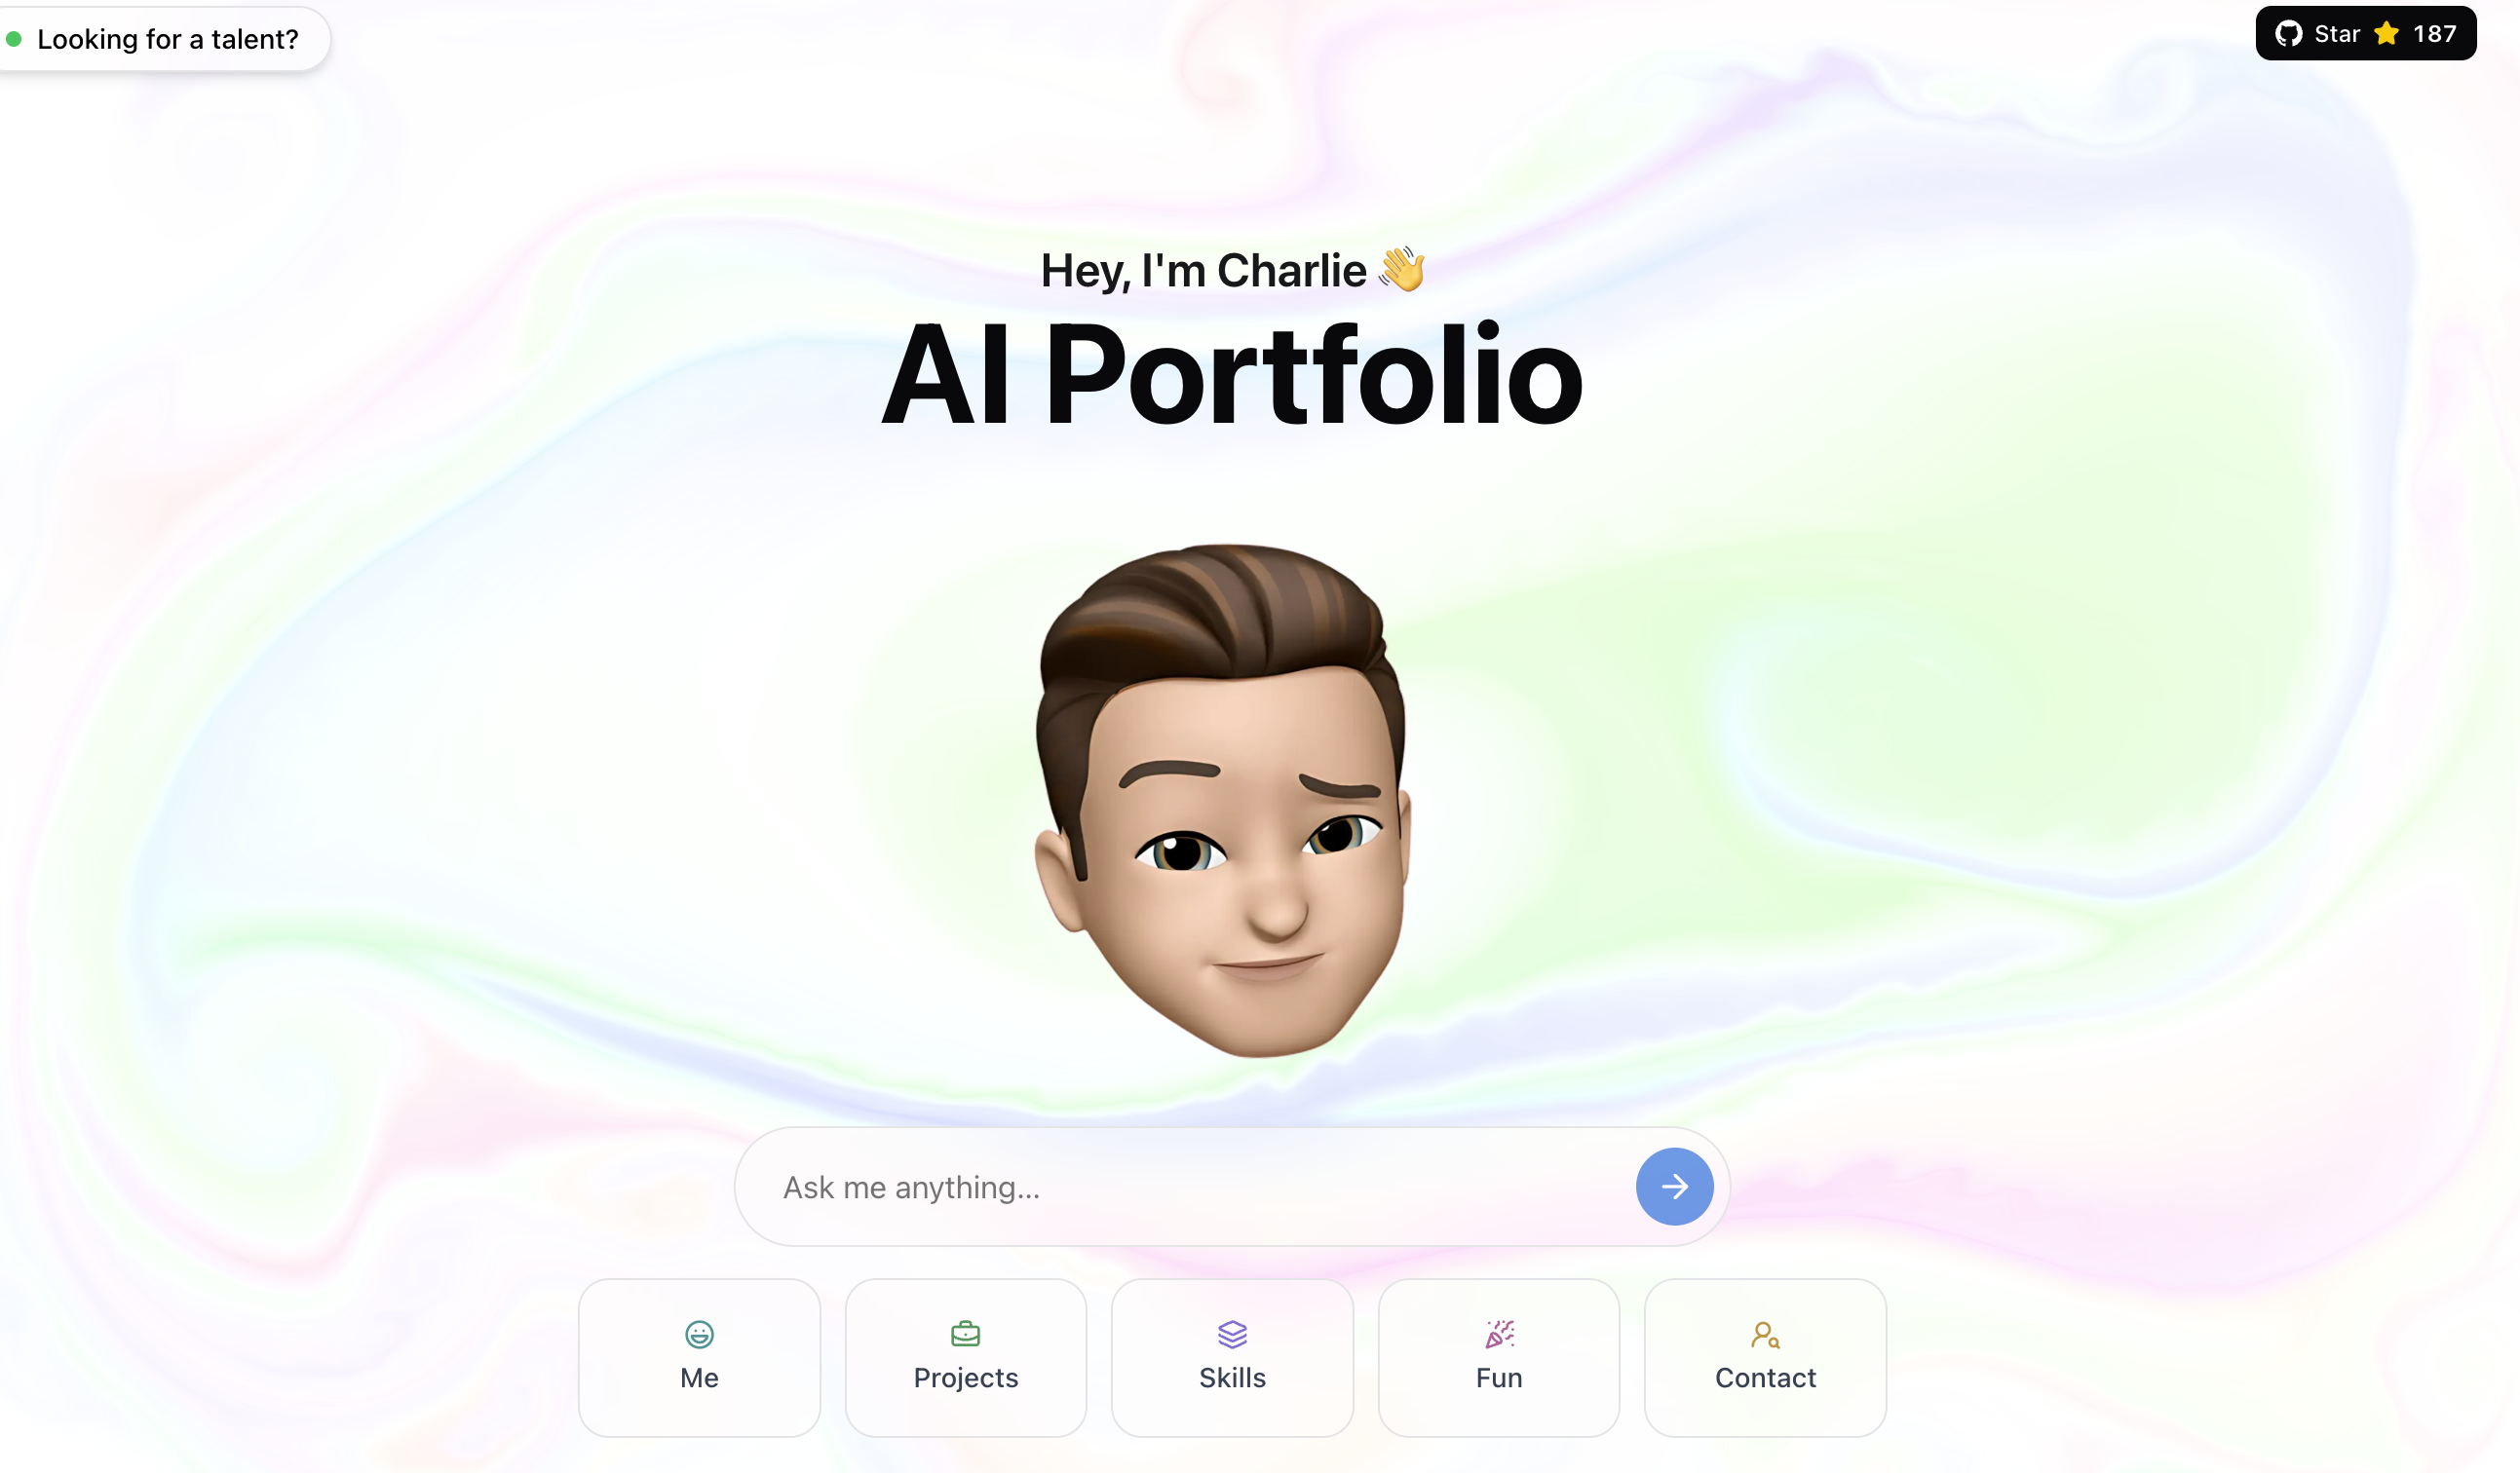 Looking for a talent?
Star ⭐ 187
Hey, I'm Charlie 👋
AI Portfolio
Ask me anything...
Me
Projects
Skills
Fun
Contact